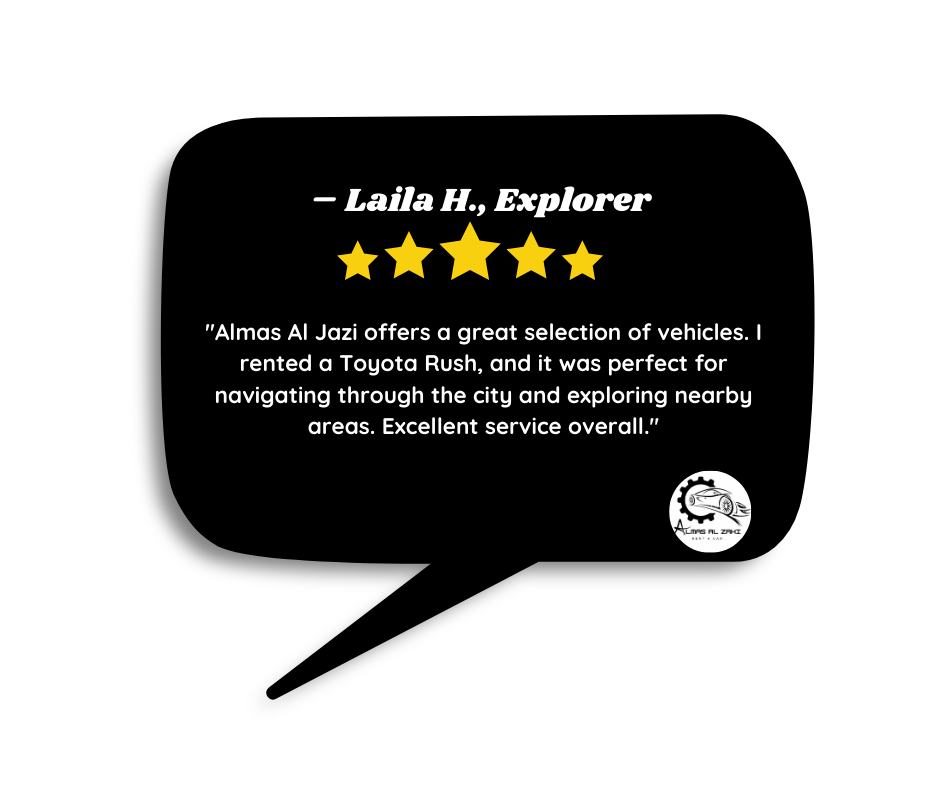 – Laila H., Explorer
"Almas Al Jazi offers a great selection of vehicles. I
rented a Toyota Rush, and it was perfect for
navigating through the city and exploring nearby
areas. Excellent service overall."
ALMAS AL ZAKI
RENT A CAR